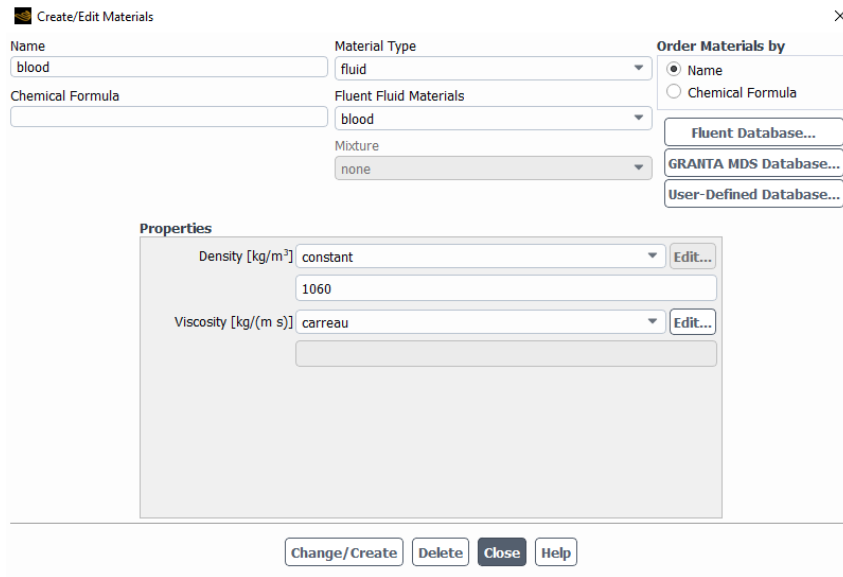 Create/Edit Materials
Name
Material Type
Order Materials by
blood
fluid
Name
Chemical Formula
Fluent Fluid Materials
Chemical Formula
blood
Fluent Database...
Mixture
none
GRANTA MDS Database...
User-Defined Database...
Properties
Density [kg/m³] constant Edit...
1060
Viscosity [kg/(m s)] carreau Edit...
Change/Create Delete Close Help